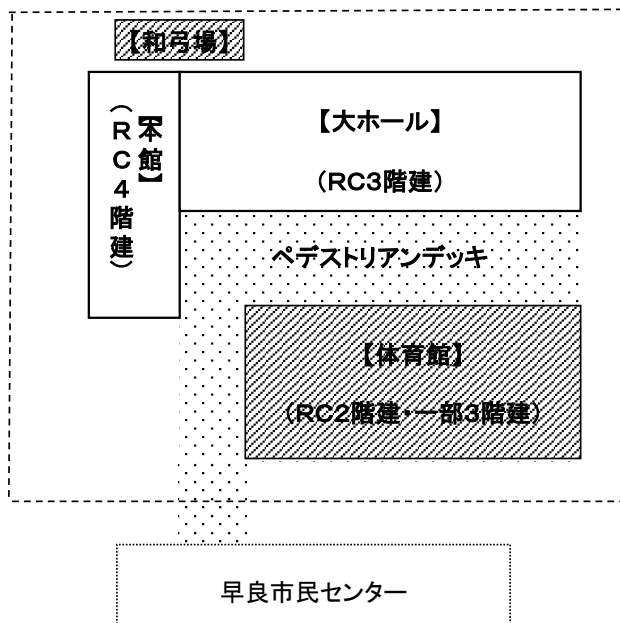 【和弓場】
【本館】
（RC4階建）
【大ホール】
（RC3階建）
ペデストリアンデッキ
【体育館】
（RC2階建・一部3階建）
早良市民センター